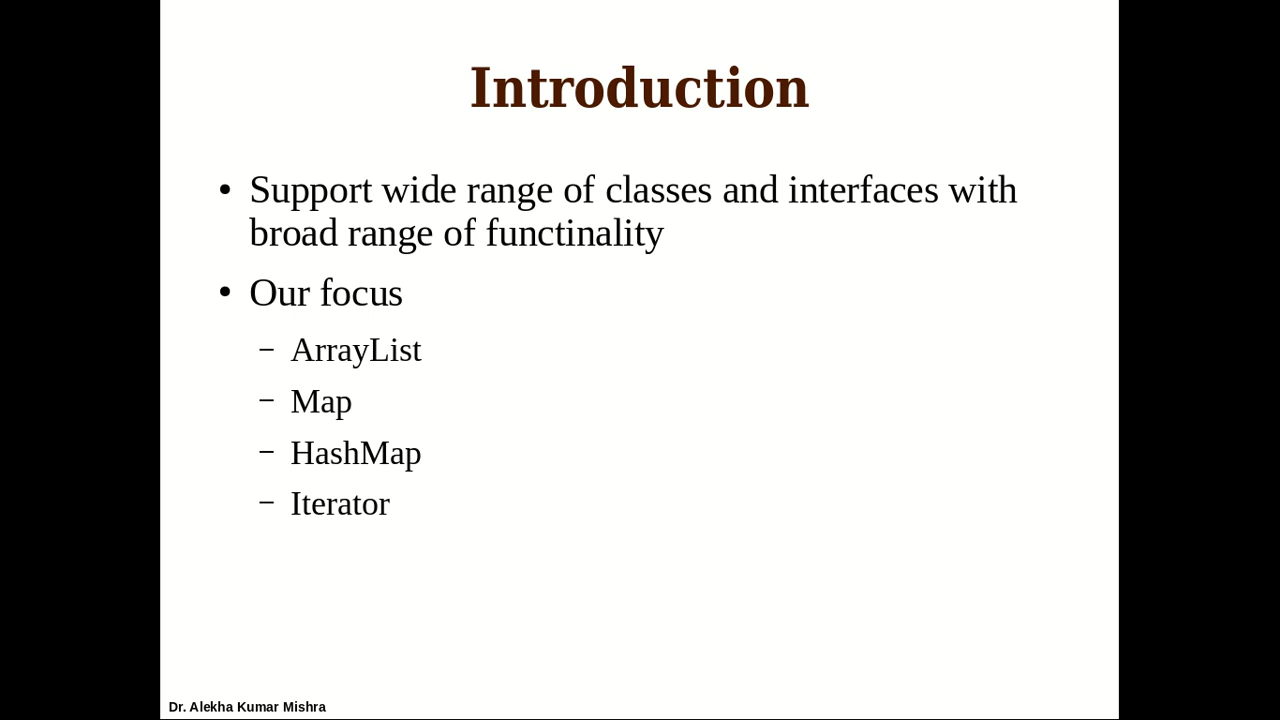 Introduction
• Support wide range of classes and interfaces with
broad range of functinality
• Our focus
– ArrayList
– Map
– HashMap
– Iterator
Dr. Alekha Kumar Mishra